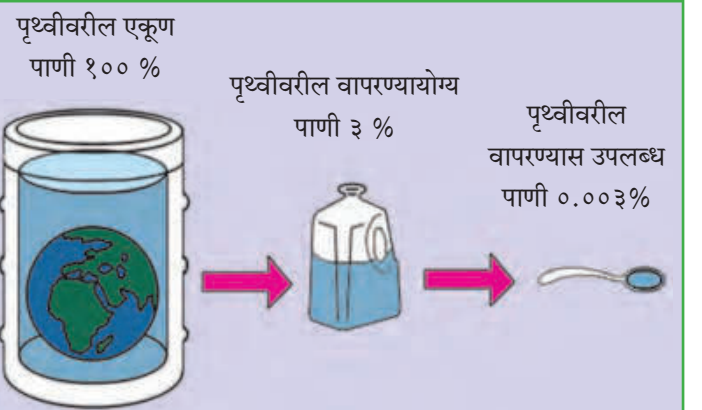 पृथ्वीवरील एकूण
पाणी १०० %
पृथ्वीवरील वापरण्यायोग्य
पाणी ३ %
पृथ्वीवरील
वापरण्यास उपलब्ध
पाणी ०.००३%